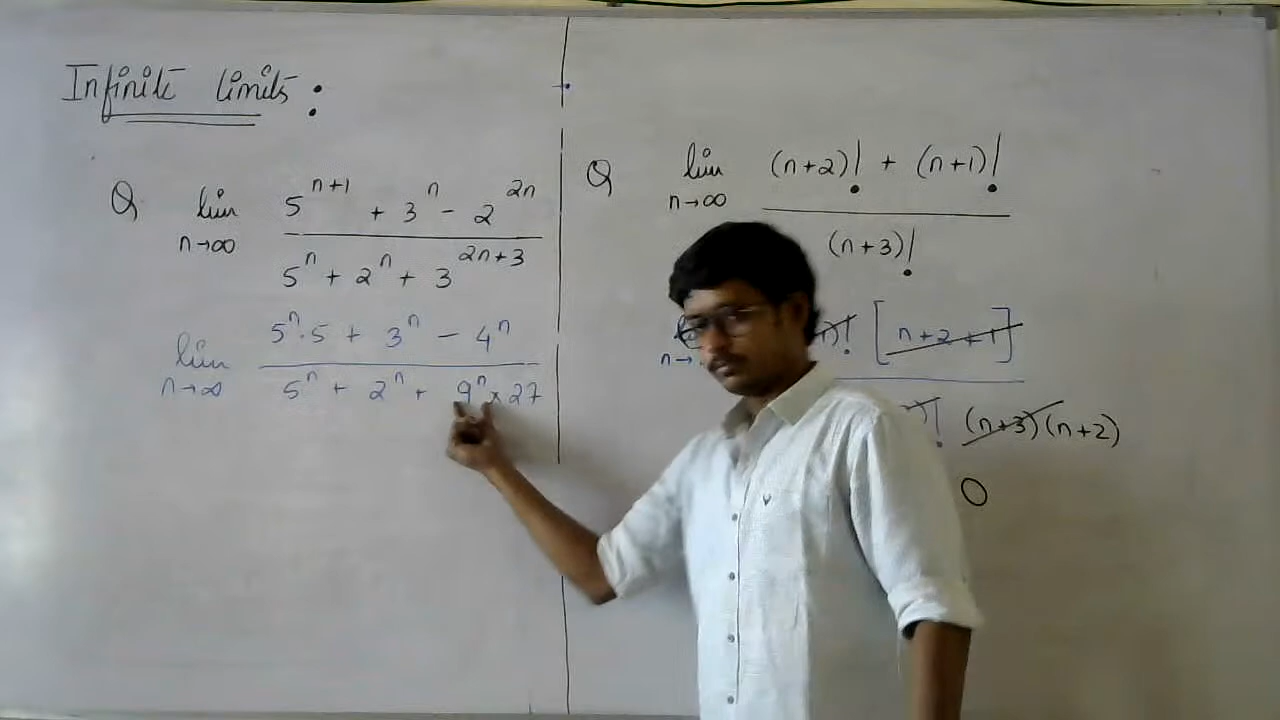 Infinite limits :
Q lim n→∞ (5^(n+1) + 3^n - 2^(2n)) / (5^n + 2^n + 3^(2n+3))
lim n→∞ (5^n · 5 + 3^n - 4^n) / (5^n + 2^n + 9^n × 27)
Q lim n→∞ ((n+2)! + (n+1)!) / (n+3)!
n→ )! [n+2+1]
)! (n+3)(n+2)
0